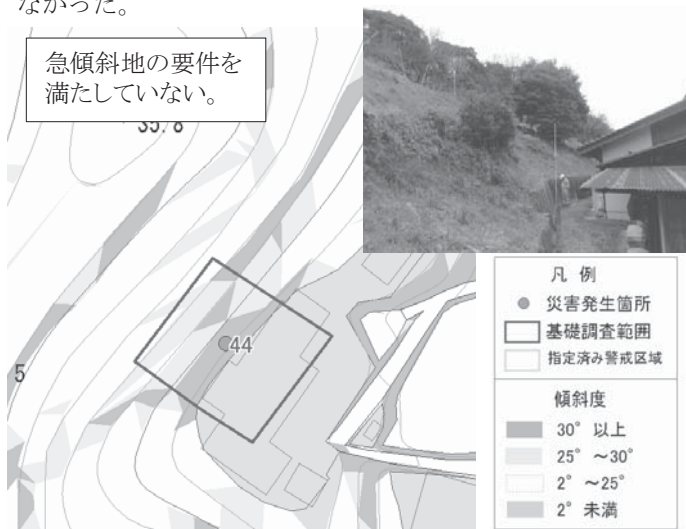 なかった。
急傾斜地の要件を
満たしていない。
35.8
44
5
凡 例
災害発生箇所
基礎調査範囲
指定済み警戒区域
傾斜度
30° 以上
25° ～30°
2° ～25°
2° 未満